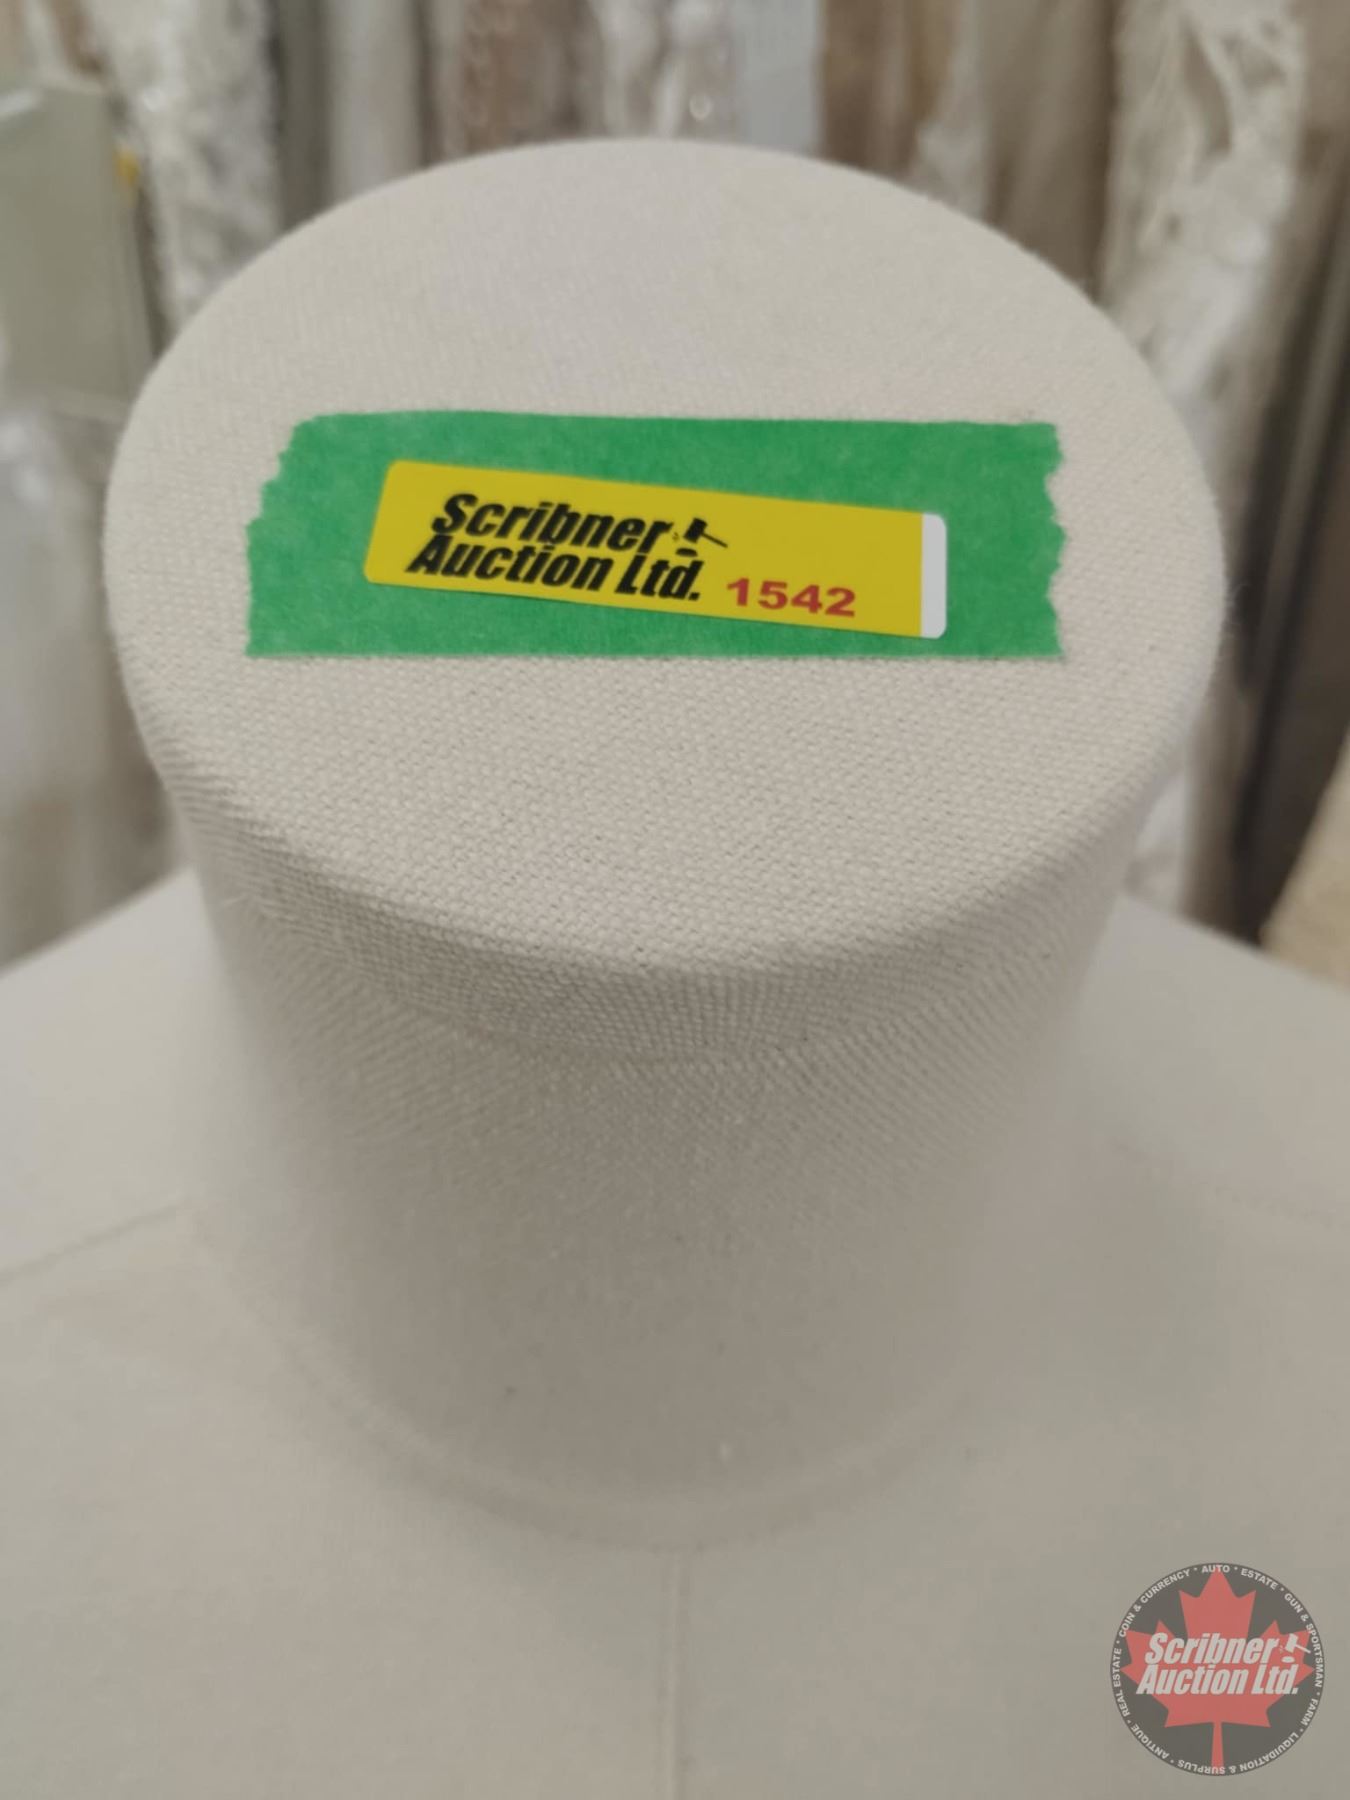 Scribner
Auction Ltd. 1542
COIN & CURRENCY • AUTO • ESTATE • GUN & SPORTSMAN • FARM • LIQUIDATION & SURPLUS • ANTIQUE • REAL ESTATE •
Scribner
Auction Ltd.